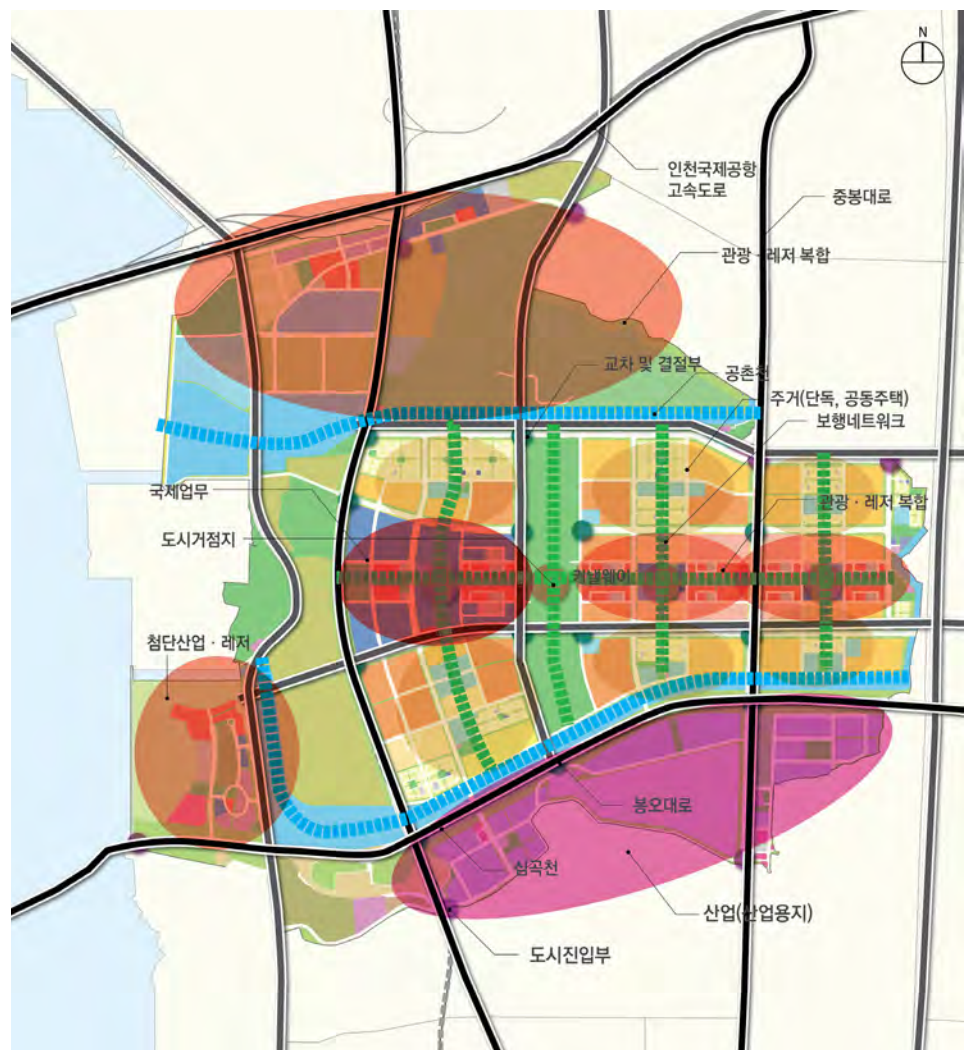 N
인천국제공항
고속도로
중봉대로
관광 · 레저 복합
교차 및 결절부
공촌천
주거(단독, 공동주택)
보행네트워크
국제업무
관광 · 레저 복합
도시거점지
커낼웨이
첨단산업 · 레저
봉오대로
심곡천
산업(산업용지)
도시진입부